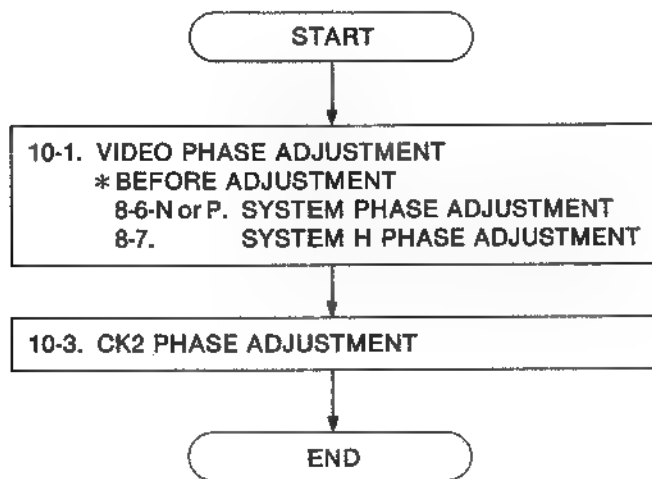 START
10-1. VIDEO PHASE ADJUSTMENT
* BEFORE ADJUSTMENT
8-6-N or P. SYSTEM PHASE ADJUSTMENT
8-7. SYSTEM H PHASE ADJUSTMENT
10-3. CK2 PHASE ADJUSTMENT
END